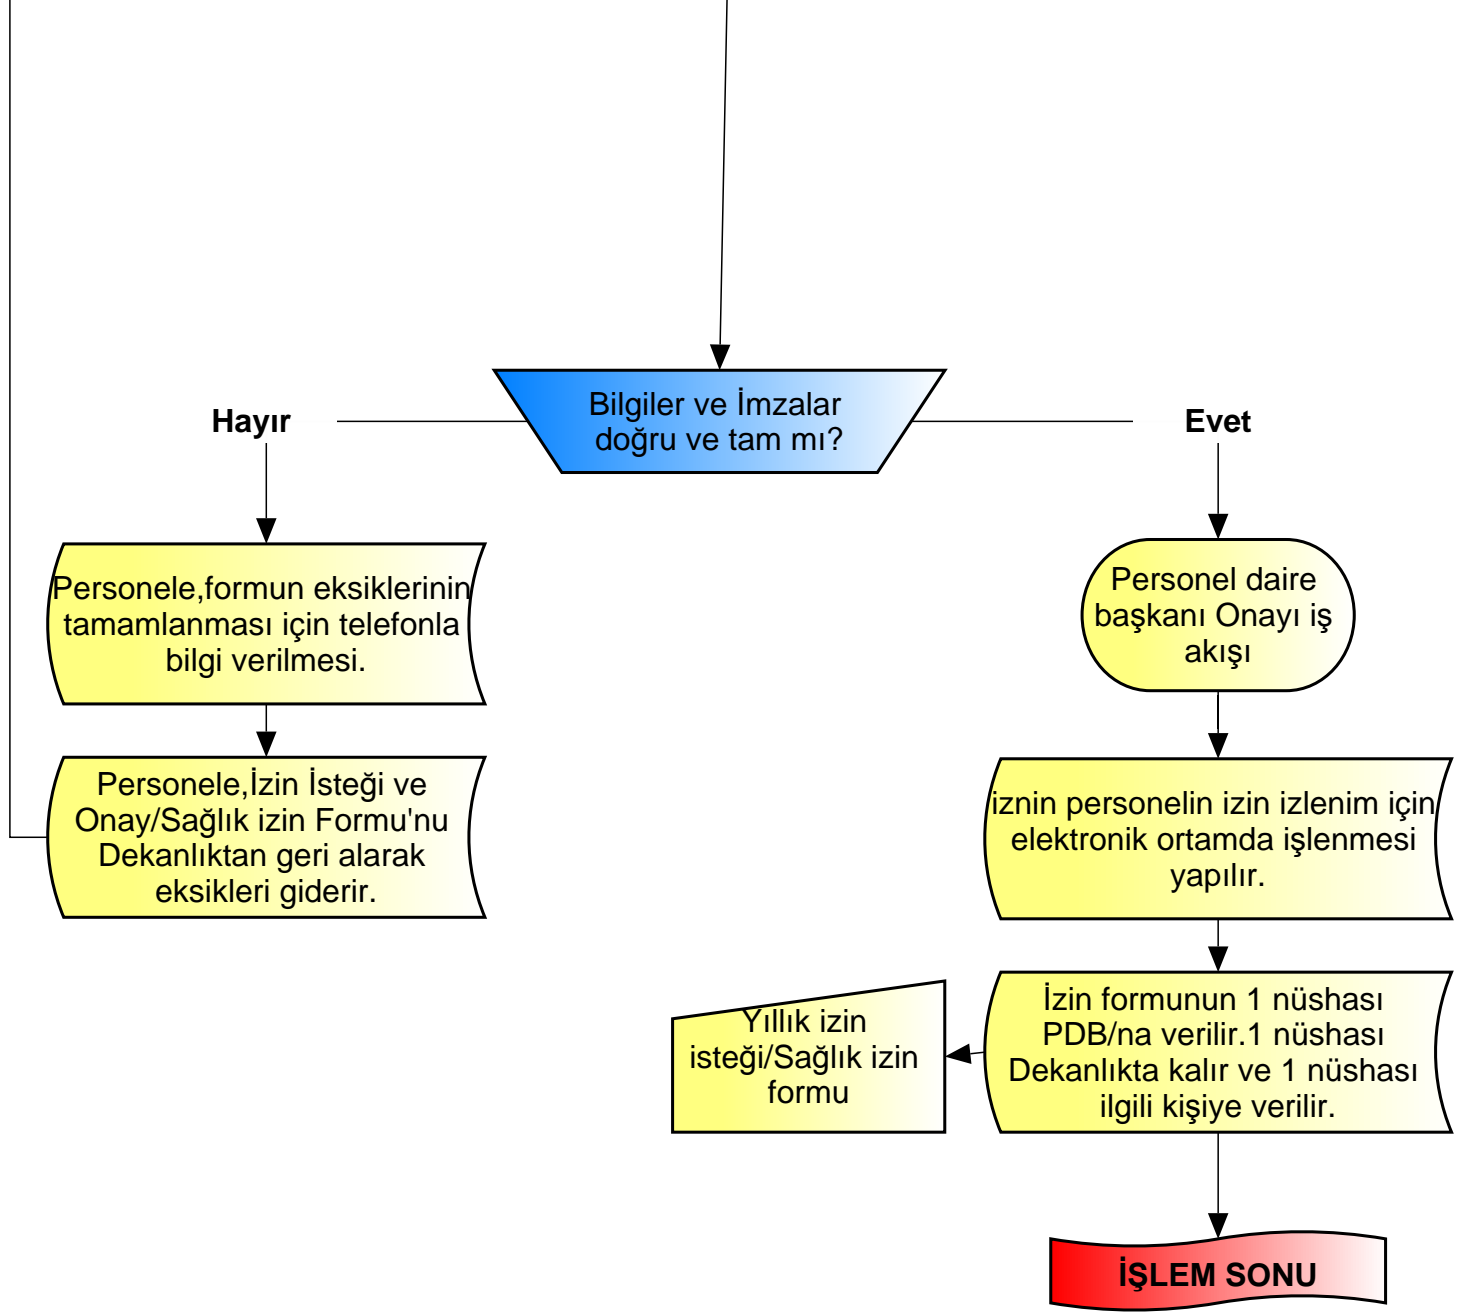 Bilgiler ve İmzalar
doğru ve tam mı?
Hayır
Evet
Personele,formun eksiklerinin
tamamlanması için telefonla
bilgi verilmesi.
Personele,İzin İsteği ve
Onay/Sağlık izin Formu'nu
Dekanlıktan geri alarak
eksikleri giderir.
Personel daire
başkanı Onayı iş
akışı
iznin personelin izin izlenim için
elektronik ortamda işlenmesi
yapılır.
İzin formunun 1 nüshası
PDB/na verilir.1 nüshası
Dekanlıkta kalır ve 1 nüshası
ilgili kişiye verilir.
Yıllık izin
isteği/Sağlık izin
formu
İŞLEM SONU